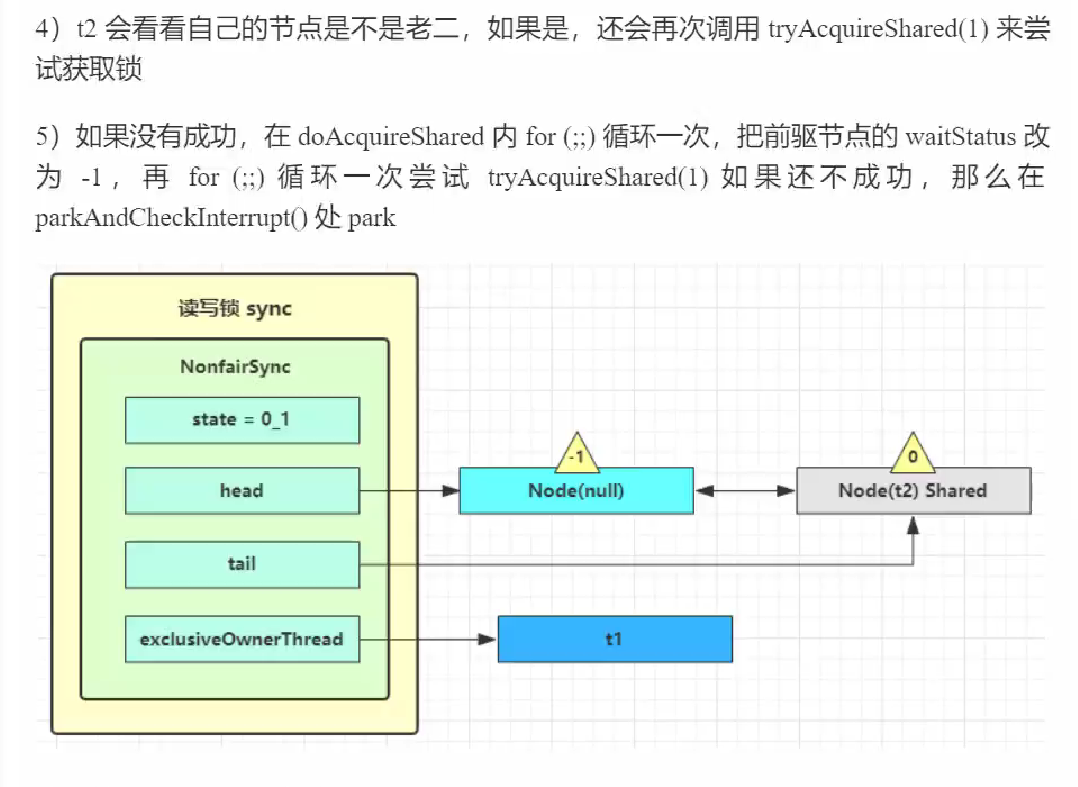 4）t2 会看看自己的节点是不是老二，如果是，还会再次调用 tryAcquireShared(1) 来尝
试获取锁
5）如果没有成功，在 doAcquireShared 内 for (;;) 循环一次，把前驱节点的 waitStatus 改
为 -1，再 for (;;) 循环一次尝试 tryAcquireShared(1) 如果还不成功，那么在
parkAndCheckInterrupt() 处 park
读写锁 sync
NonfairSync
state = 0_1
head
-1
Node(null)
0
Node(t2) Shared
tail
exclusiveOwnerThread
t1